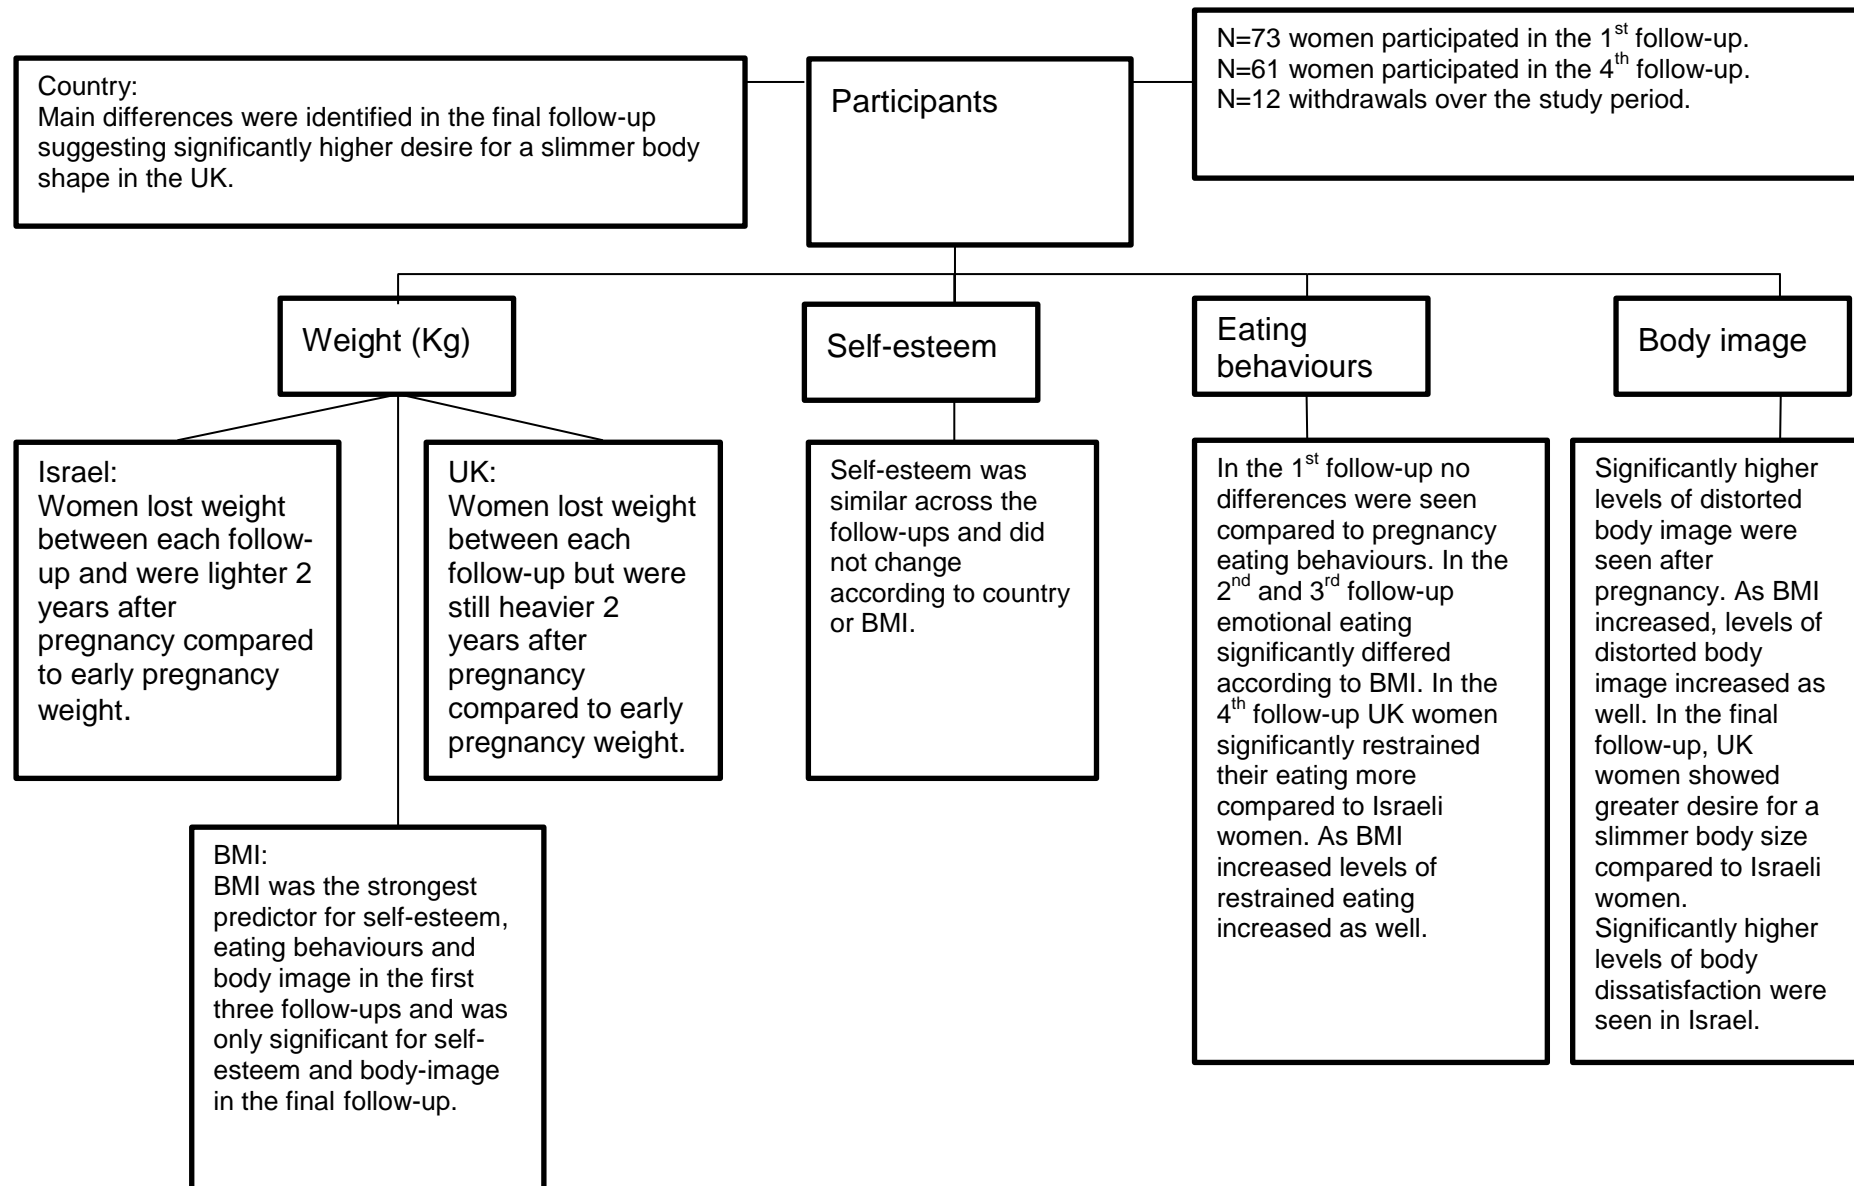 Country:
Main differences were identified in the final follow-up
suggesting significantly higher desire for a slimmer body
shape in the UK.
Participants
N=73 women participated in the 1st follow-up.
N=61 women participated in the 4th follow-up.
N=12 withdrawals over the study period.
Weight (Kg)
Self-esteem
Eating
behaviours
Body image
Israel:
Women lost weight
between each follow-
up and were lighter 2
years after
pregnancy compared
to early pregnancy
weight.
UK:
Women lost weight
between each
follow-up but were
still heavier 2
years after
pregnancy
compared to early
pregnancy weight.
BMI:
BMI was the strongest
predictor for self-esteem,
eating behaviours and
body image in the first
three follow-ups and was
only significant for self-
esteem and body-image
in the final follow-up.
Self-esteem was
similar across the
follow-ups and did
not change
according to country
or BMI.
In the 1st follow-up no
differences were seen
compared to pregnancy
eating behaviours. In the
2nd and 3rd follow-up
emotional eating
significantly differed
according to BMI. In the
4th follow-up UK women
significantly restrained
their eating more
compared to Israeli
women. As BMI
increased levels of
restrained eating
increased as well.
Significantly higher
levels of distorted
body image were
seen after
pregnancy. As BMI
increased, levels of
distorted body
image increased as
well. In the final
follow-up, UK
women showed
greater desire for a
slimmer body size
compared to Israeli
women.
Significantly higher
levels of body
dissatisfaction were
seen in Israel.